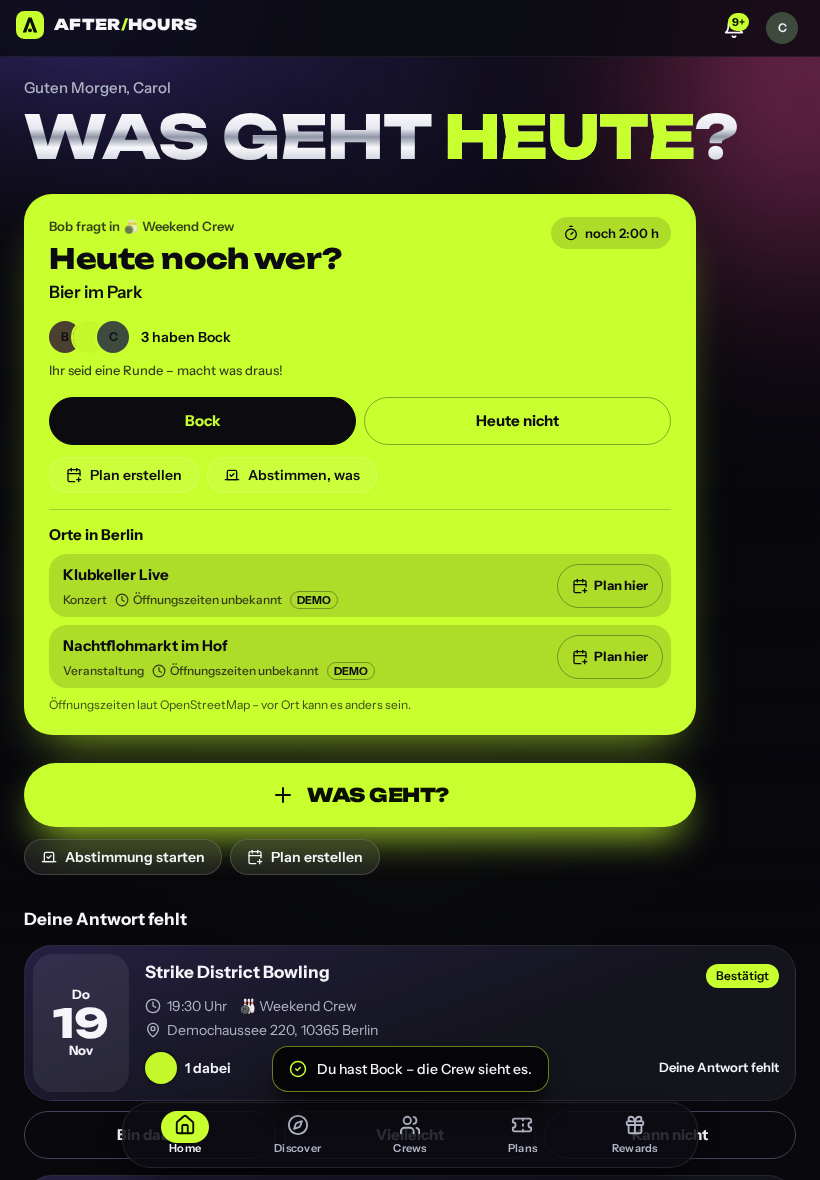 AFTER/HOURS
9+
C
Guten Morgen, Carol
WAS GEHT HEUTE?
Bob fragt in 🎳 Weekend Crew
noch 2:00 h
Heute noch wer?
Bier im Park
B
C
3 haben Bock
Ihr seid eine Runde – macht was draus!
Bock
Heute nicht
Plan erstellen
Abstimmen, was
Orte in Berlin
Klubkeller Live
Konzert
Öffnungszeiten unbekannt
DEMO
Plan hier
Nachtflohmarkt im Hof
Veranstaltung
Öffnungszeiten unbekannt
DEMO
Plan hier
Öffnungszeiten laut OpenStreetMap – vor Ort kann es anders sein.
WAS GEHT?
Abstimmung starten
Plan erstellen
Deine Antwort fehlt
Do
19
Nov
Strike District Bowling
Bestätigt
19:30 Uhr
🎳 Weekend Crew
Demochaussee 220, 10365 Berlin
1 dabei
Du hast Bock – die Crew sieht es.
Deine Antwort fehlt
Vielleicht
Kann nicht
Home
Discover
Crews
Plans
Rewards